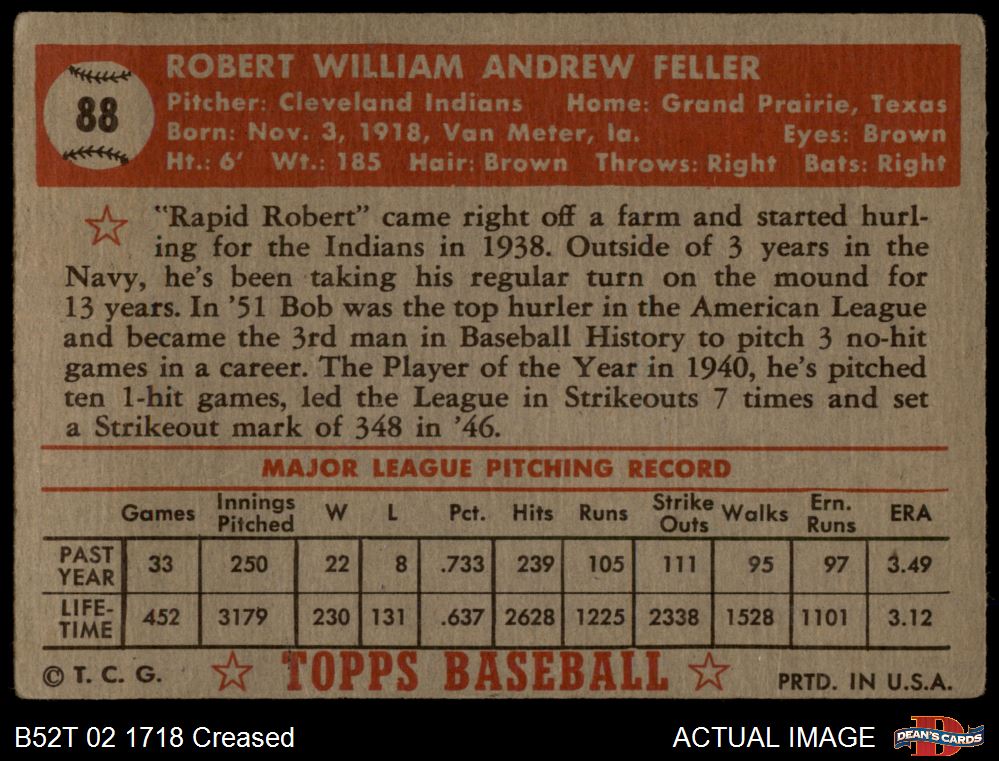 88
ROBERT WILLIAM ANDREW FELLER
Pitcher: Cleveland Indians Home: Grand Prairie, Texas
Born: Nov. 3, 1918, Van Meter, Ia. Eyes: Brown
Ht.: 6' Wt.: 185 Hair: Brown Throws: Right Bats: Right
"Rapid Robert" came right off a farm and started hurl-
ing for the Indians in 1938. Outside of 3 years in the
Navy, he's been taking his regular turn on the mound for
13 years. In '51 Bob was the top hurler in the American League
and became the 3rd man in Baseball History to pitch 3 no-hit
games in a career. The Player of the Year in 1940, he's pitched
ten 1-hit games, led the League in Strikeouts 7 times and set
a Strikeout mark of 348 in '46.
MAJOR LEAGUE PITCHING RECORD
Games Innings Pitched W L Pct. Hits Runs Strike Outs Walks Ern. Runs ERA
PAST YEAR 33 250 22 8 .733 239 105 111 95 97 3.49
LIFE-TIME 452 3179 230 131 .637 2628 1225 2338 1528 1101 3.12
© T. C. G. TOPPS BASEBALL PRTD. IN U.S.A.
B52T 02 1718 Creased ACTUAL IMAGE DEAN'S CARDS